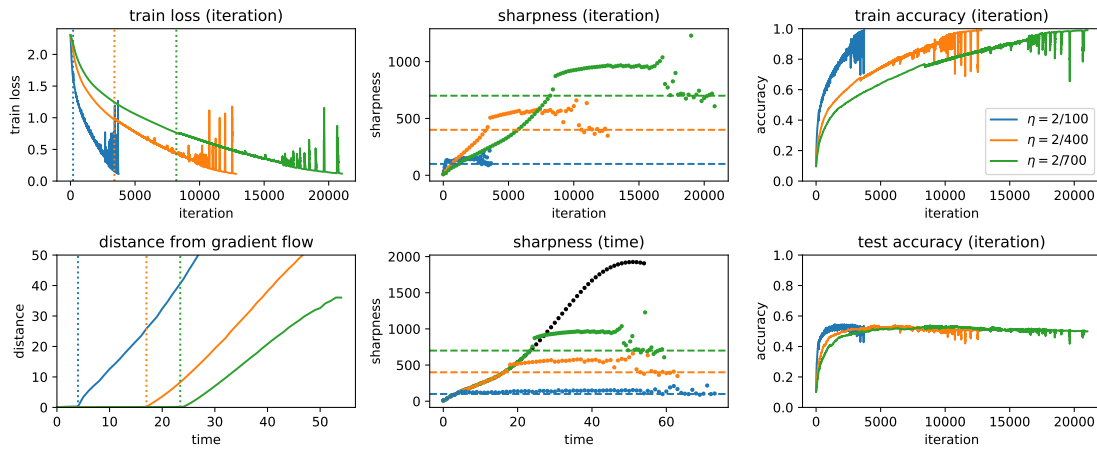 train loss (iteration)
train loss
0.0
0.5
1.0
1.5
2.0
0
5000
10000
15000
20000
iteration
sharpness (iteration)
sharpness
0
500
1000
0
5000
10000
15000
20000
iteration
train accuracy (iteration)
accuracy
0.0
0.2
0.4
0.6
0.8
1.0
0
5000
10000
15000
20000
iteration
η = 2/100
η = 2/400
η = 2/700
distance from gradient flow
distance
0
10
20
30
40
50
0
10
20
30
40
50
time
sharpness (time)
sharpness
0
500
1000
1500
2000
0
20
40
60
time
test accuracy (iteration)
accuracy
0.0
0.2
0.4
0.6
0.8
1.0
0
5000
10000
15000
20000
iteration